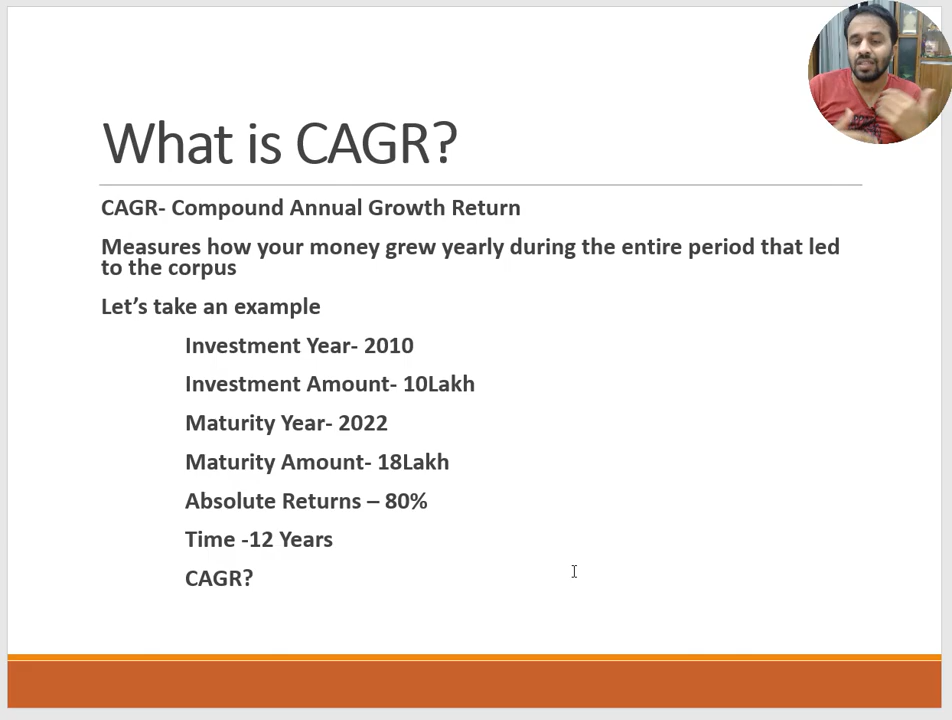 What is CAGR?
CAGR- Compound Annual Growth Return
Measures how your money grew yearly during the entire period that led
to the corpus
Let’s take an example
Investment Year- 2010
Investment Amount- 10Lakh
Maturity Year- 2022
Maturity Amount- 18Lakh
Absolute Returns – 80%
Time -12 Years
CAGR?